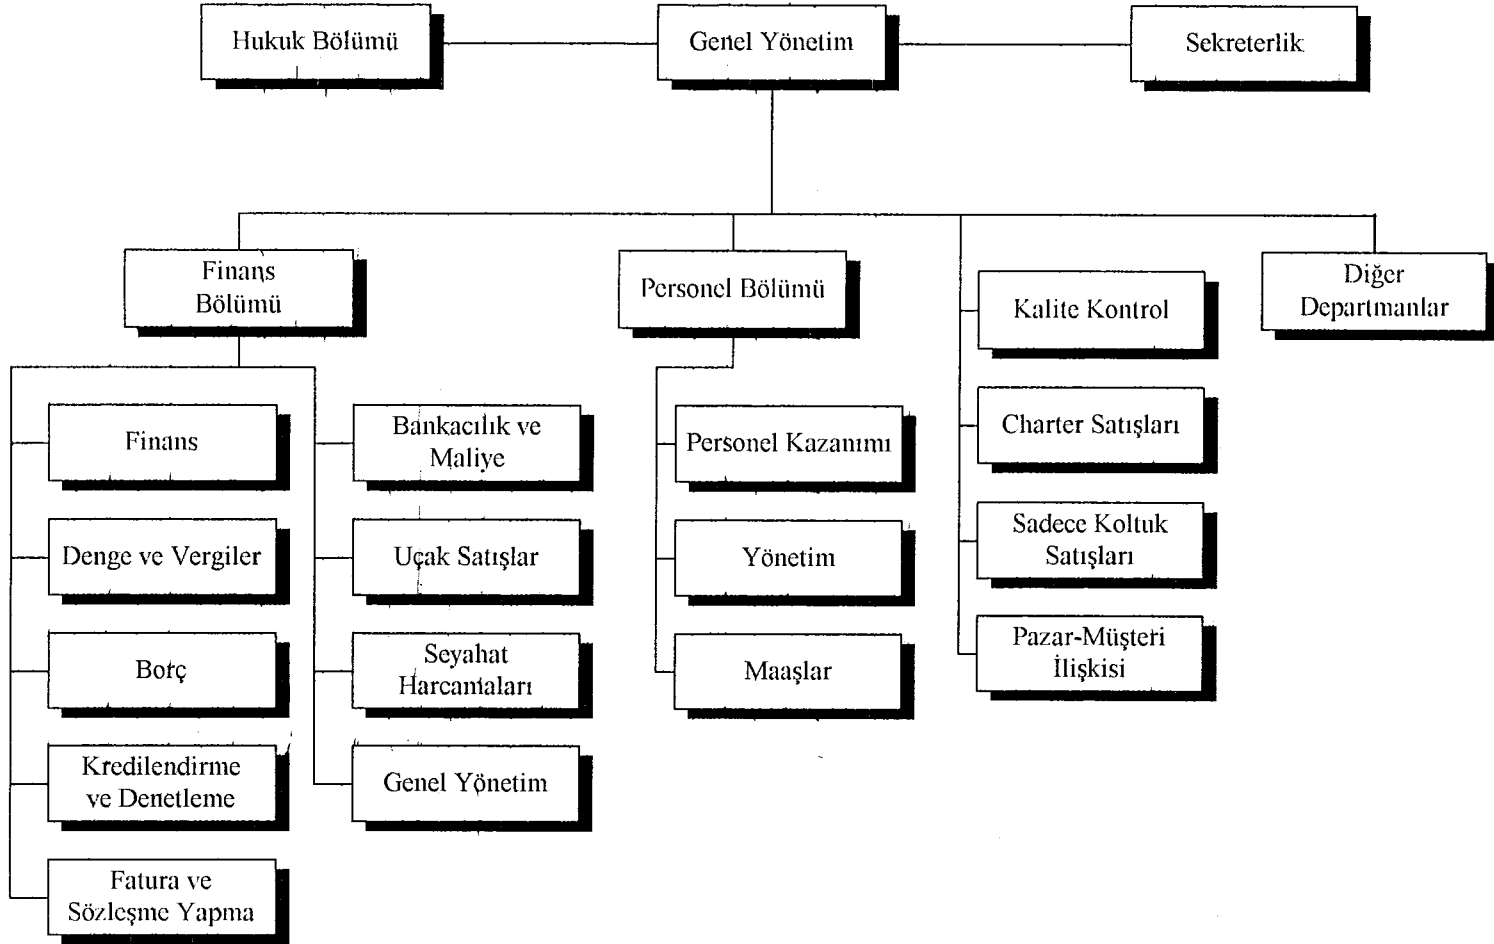 Hukuk Bölümü
Genel Yönetim
Sekreterlik
Finans
Bölümü
Personel Bölümü
Kalite Kontrol
Charter Satışları
Sadece Koltuk
Satışları
Pazar-Müşteri
İlişkisi
Diğer
Departmanlar
Finans
Denge ve Vergiler
Borç
Kredilendirme
ve Denetleme
Fatura ve
Sözleşme Yapma
Bankacılık ve
Maliye
Uçak Satışlar
Seyahat
Harcamaları
Genel Yönetim
Personel Kazanımı
Yönetim
Maaşlar